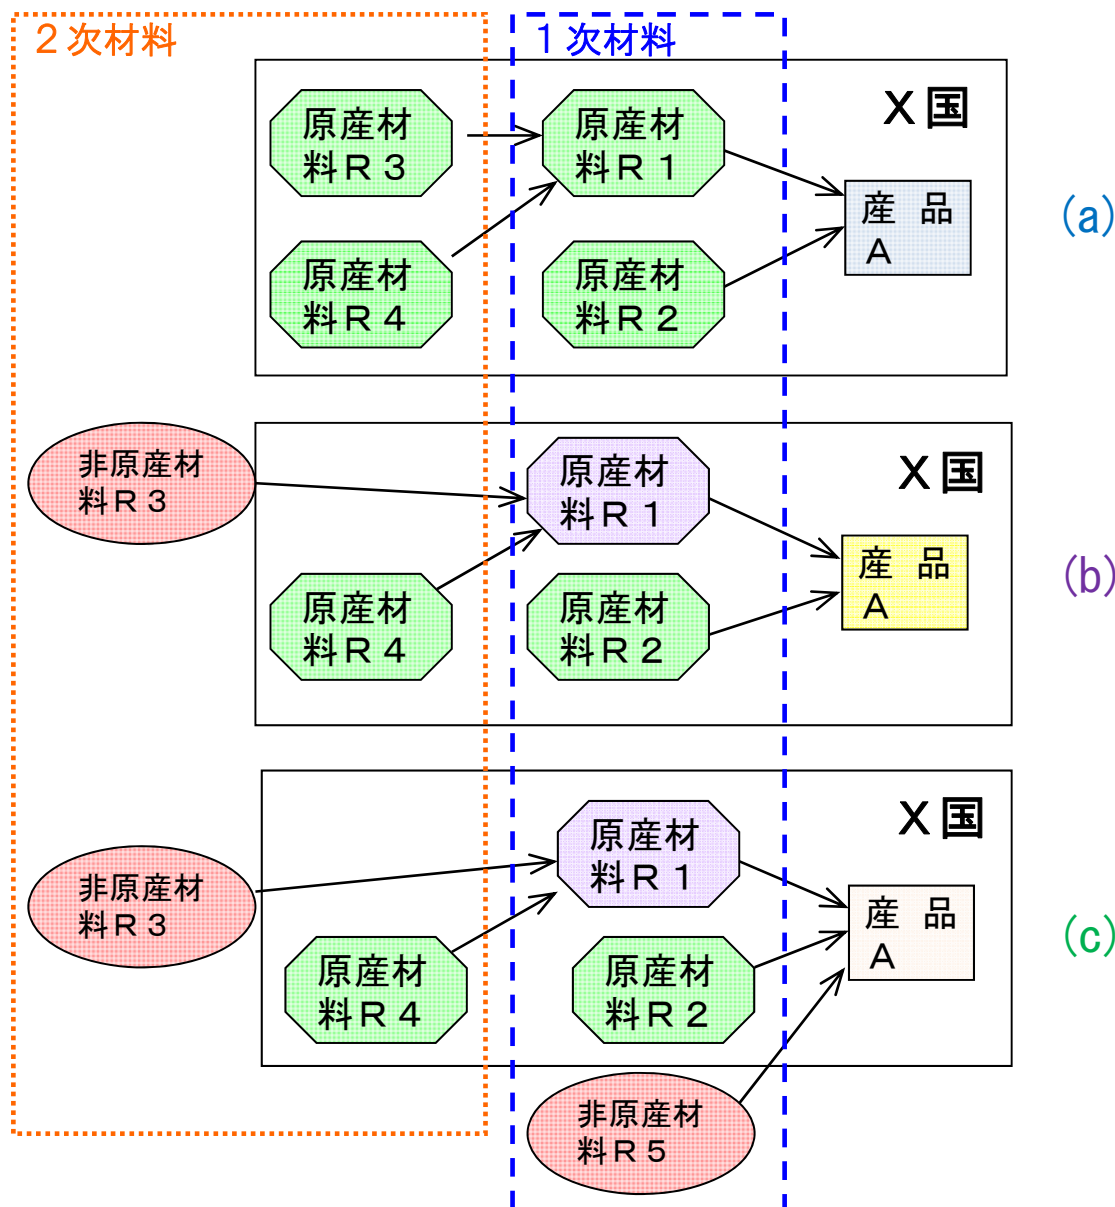 ２次材料
１次材料
X国
原産材
料Ｒ３
原産材
料Ｒ１
産　品
Ａ
(a)
原産材
料Ｒ４
原産材
料Ｒ２
X国
非原産材
料Ｒ３
原産材
料Ｒ１
産　品
Ａ
(b)
原産材
料Ｒ４
原産材
料Ｒ２
X国
非原産材
料Ｒ３
原産材
料Ｒ１
産　品
Ａ
(c)
原産材
料Ｒ４
原産材
料Ｒ２
非原産材
料Ｒ５